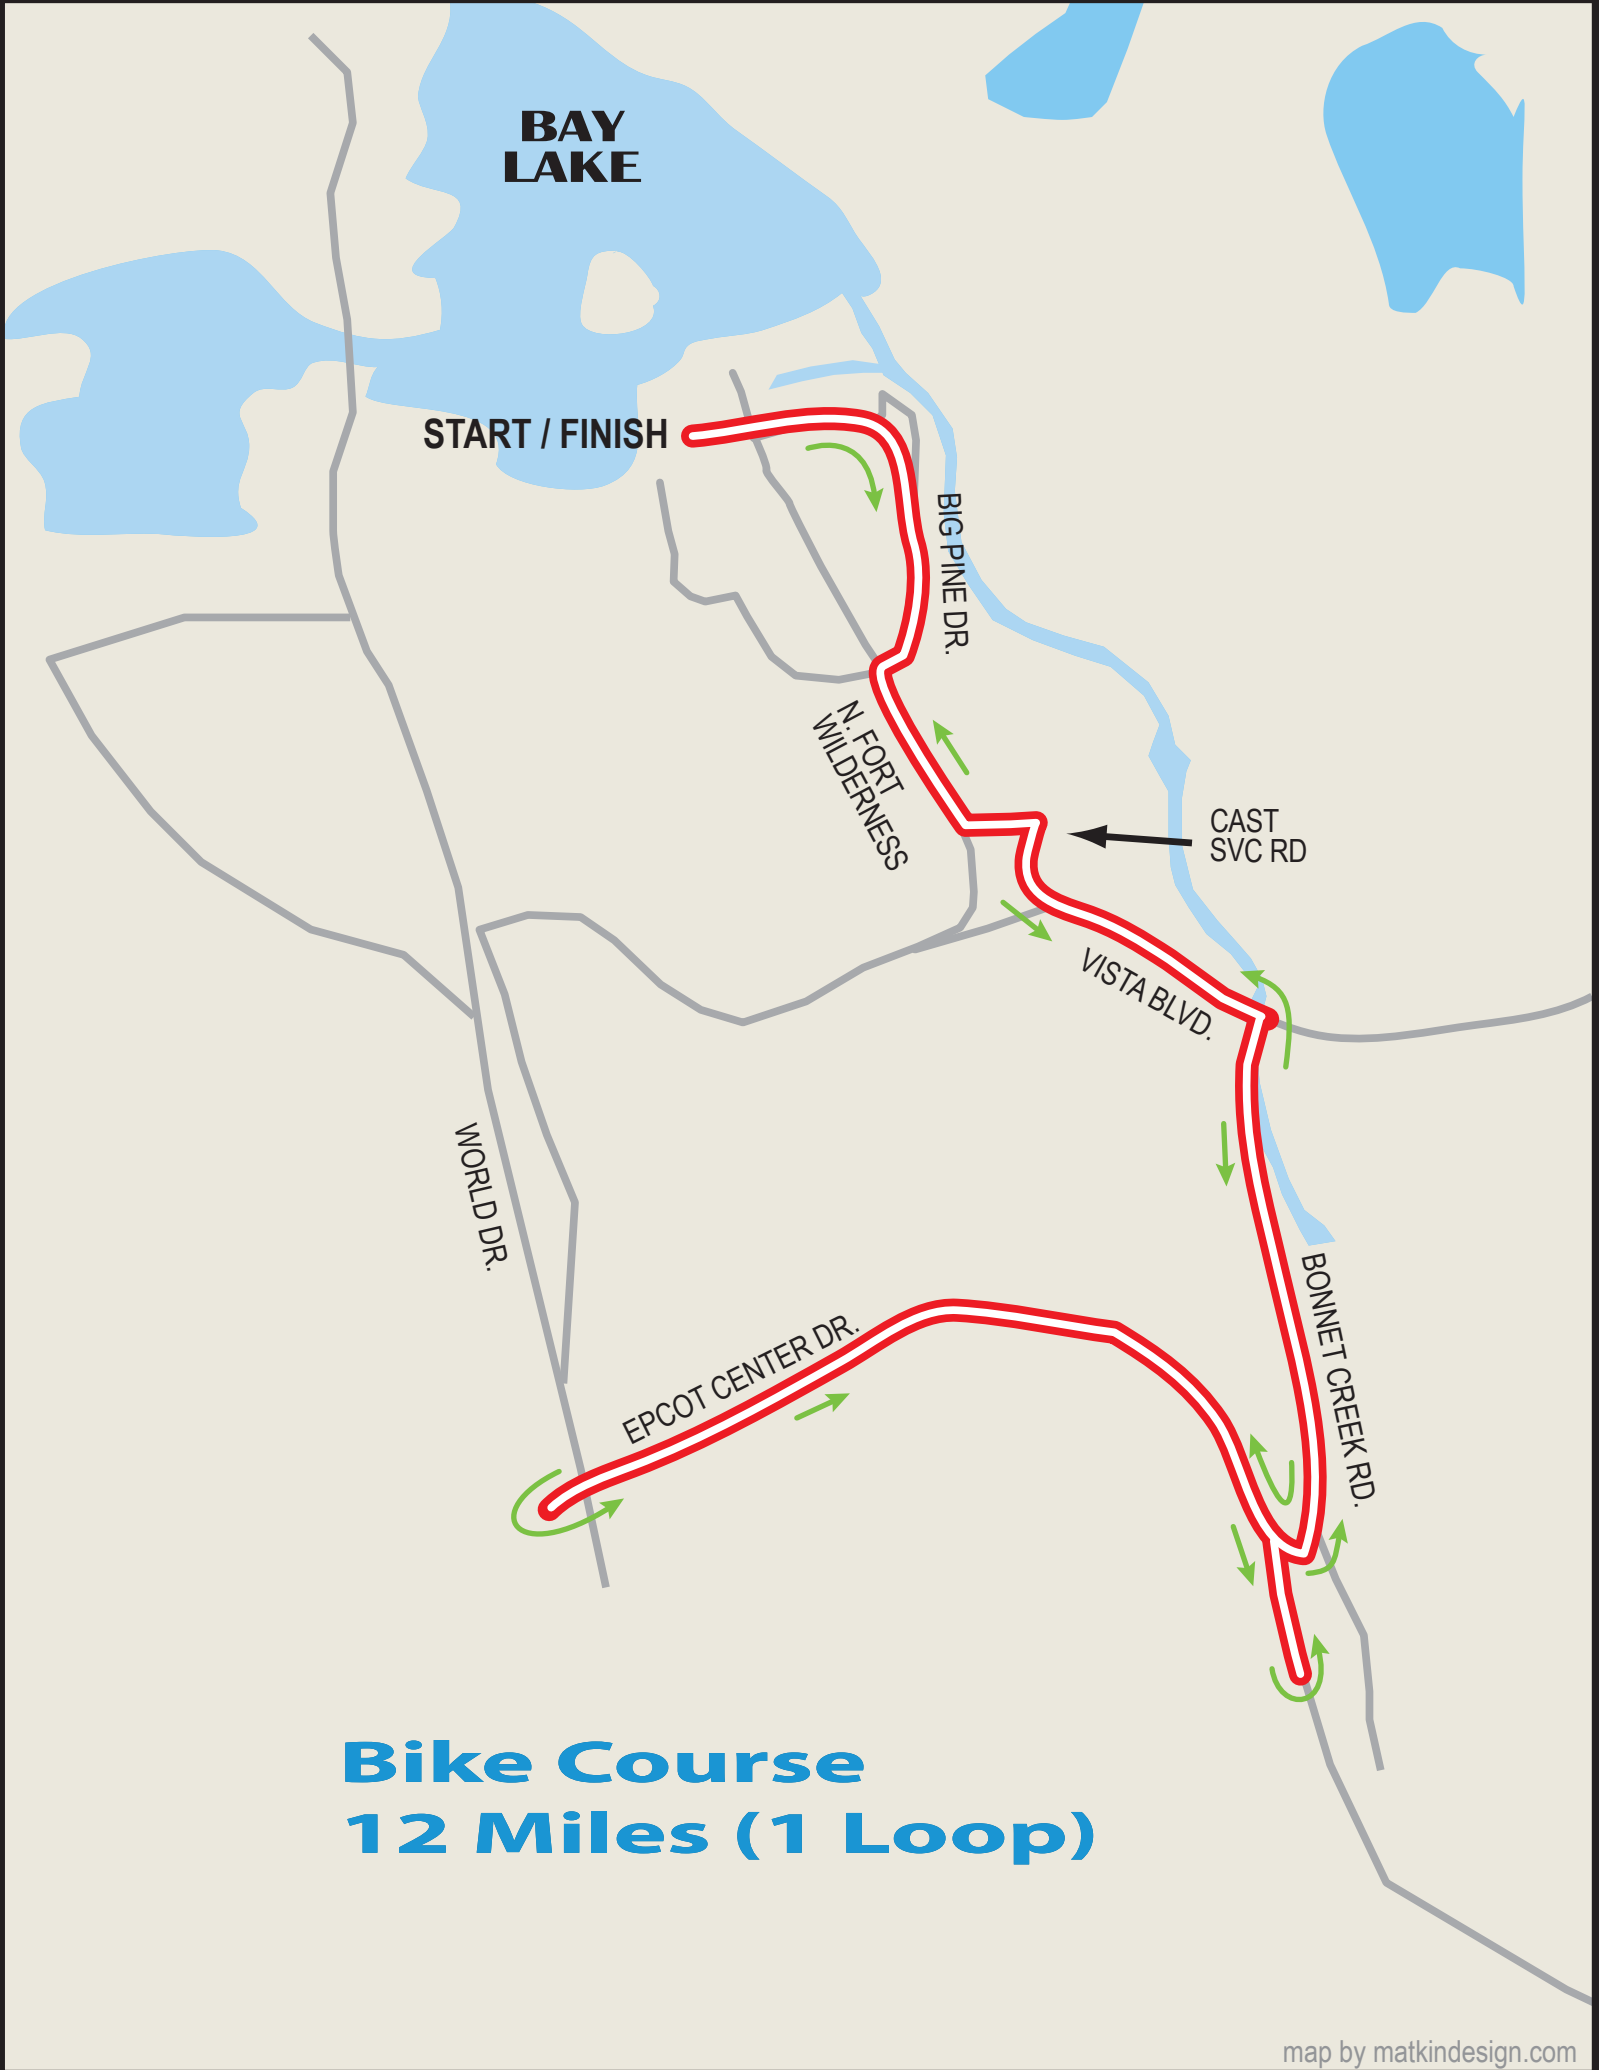 BAY
LAKE
START / FINISH
BIG PINE DR.
N. FORT
WILDERNESS
CAST
SVC RD
VISTA BLVD.
WORLD DR.
BONNET CREEK RD.
EPCOT CENTER DR.
Bike Course
12 Miles (1 Loop)
map by matkindesign.com